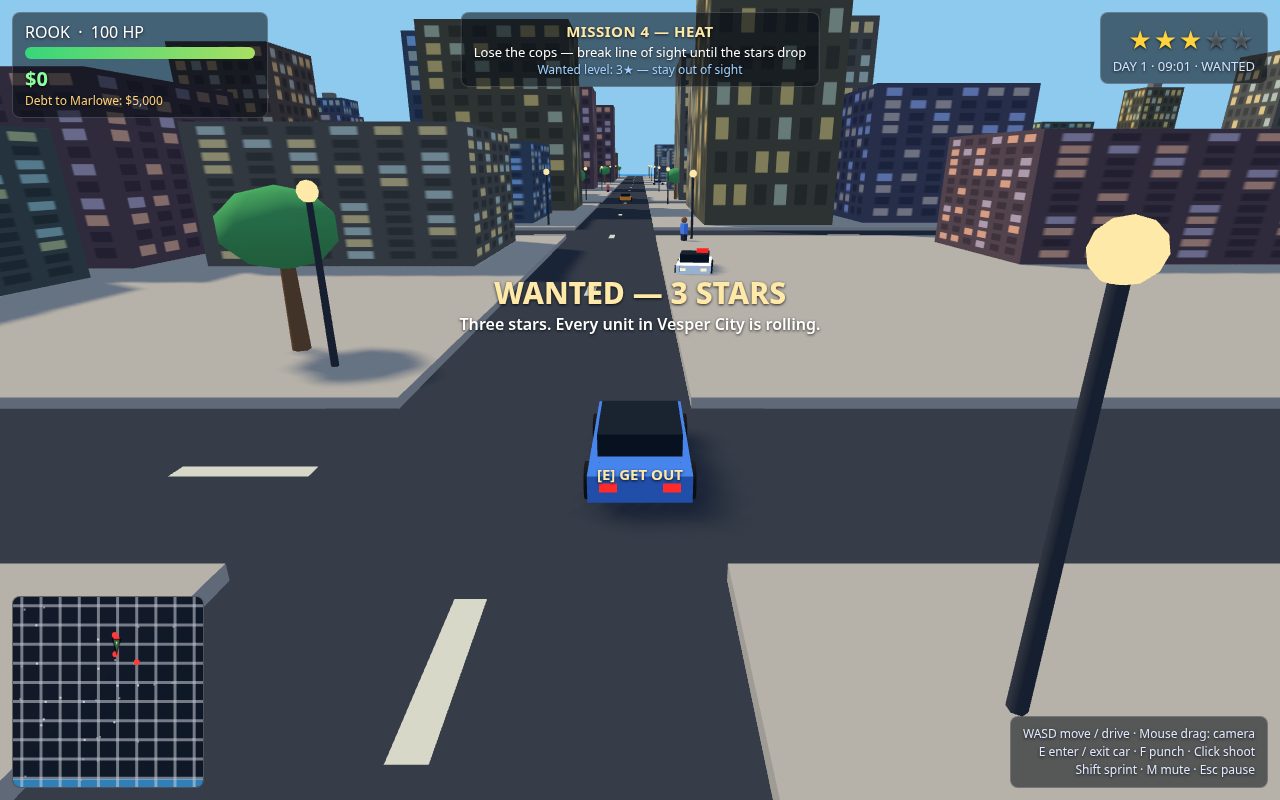 ROOK · 100 HP
$0
Debt to Marlowe: $5,000
MISSION 4 — HEAT
Lose the cops — break line of sight until the stars drop
Wanted level: 3★ — stay out of sight
★★★★★
DAY 1 · 09:01 · WANTED
WANTED — 3 STARS
Three stars. Every unit in Vesper City is rolling.
[E] GET OUT
WASD move / drive · Mouse drag: camera
E enter / exit car · F punch · Click shoot
Shift sprint · M mute · Esc pause